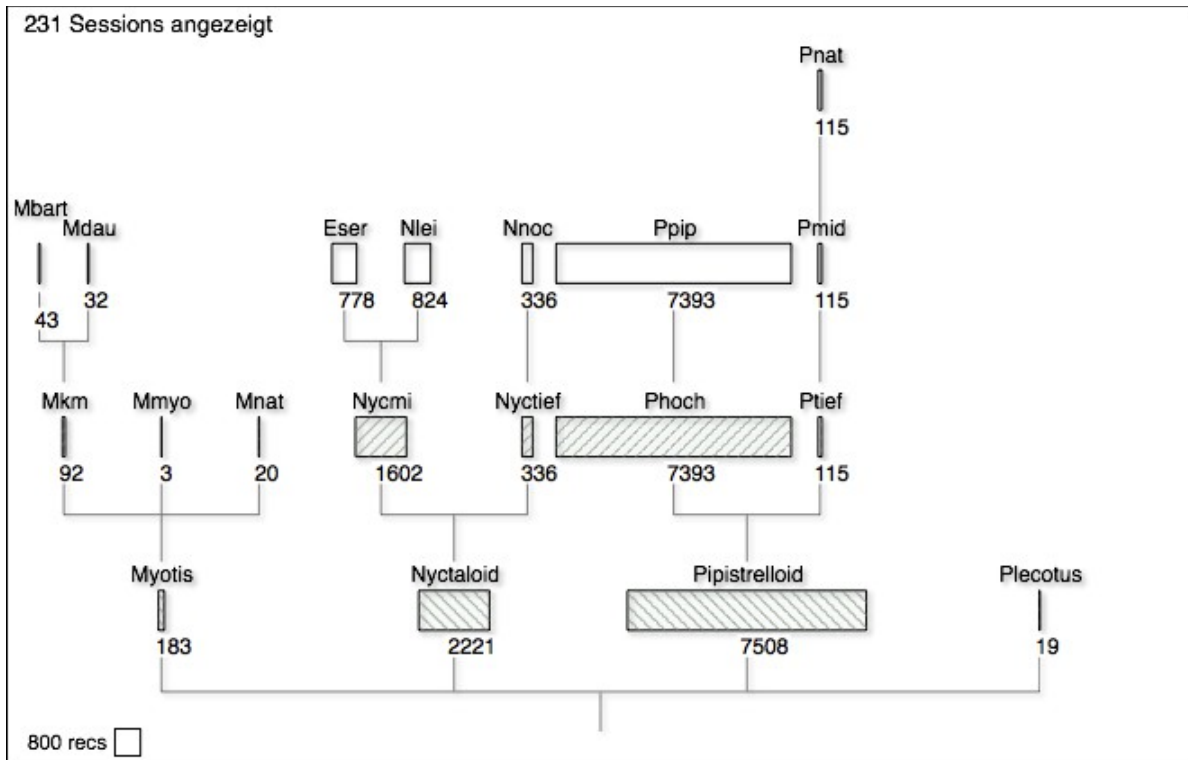 231 Sessions angezeigt
Pnat
115
Mbart
Mdau Eser Nlei Nnoc Ppip Pmid
32 778 824 336 7393 115
43
Mkm Mmyo Mnat Nycmi Nyctief Phoch Ptief
92 3 20 1602 336 7393 115
Myotis Nyctaloid Pipistrelloid Plecotus
183 2221 7508 19
800 recs